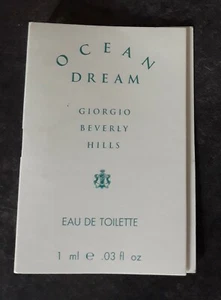 OCEAN
DREAM
GIORGIO
BEVERLY
HILLS
EAU DE TOILETTE
1 ml e .03 fl oz